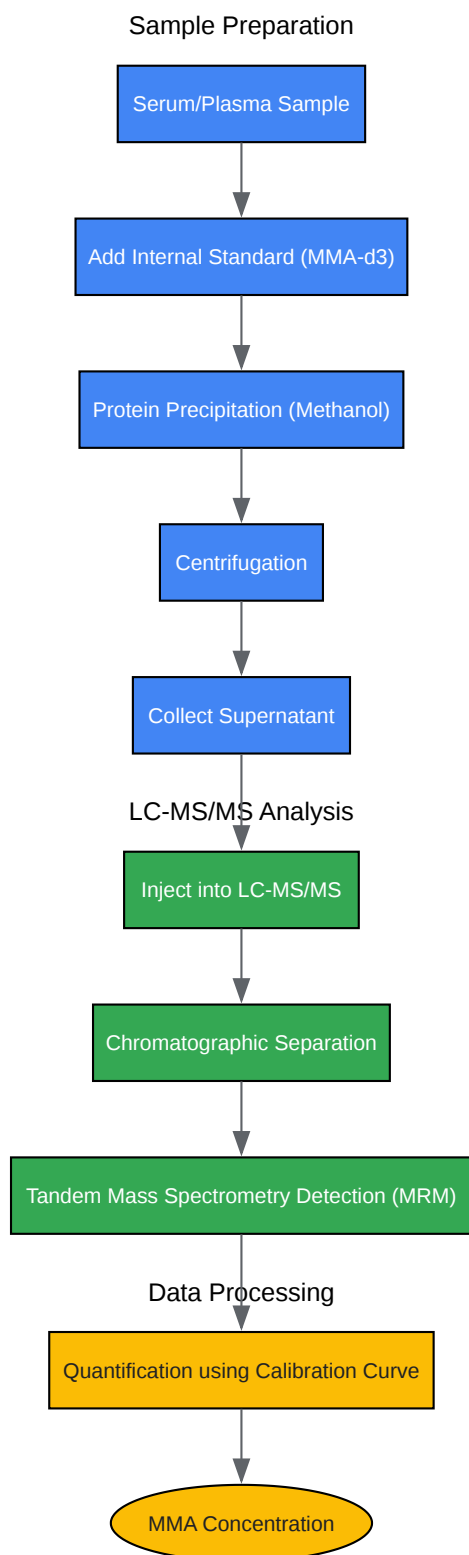 Sample Preparation
Serum/Plasma Sample
Add Internal Standard (MMA-d3)
Protein Precipitation (Methanol)
Centrifugation
Collect Supernatant
LC-MS/MS Analysis
Inject into LC-MS/MS
Chromatographic Separation
Tandem Mass Spectrometry Detection (MRM)
Data Processing
Quantification using Calibration Curve
MMA Concentration